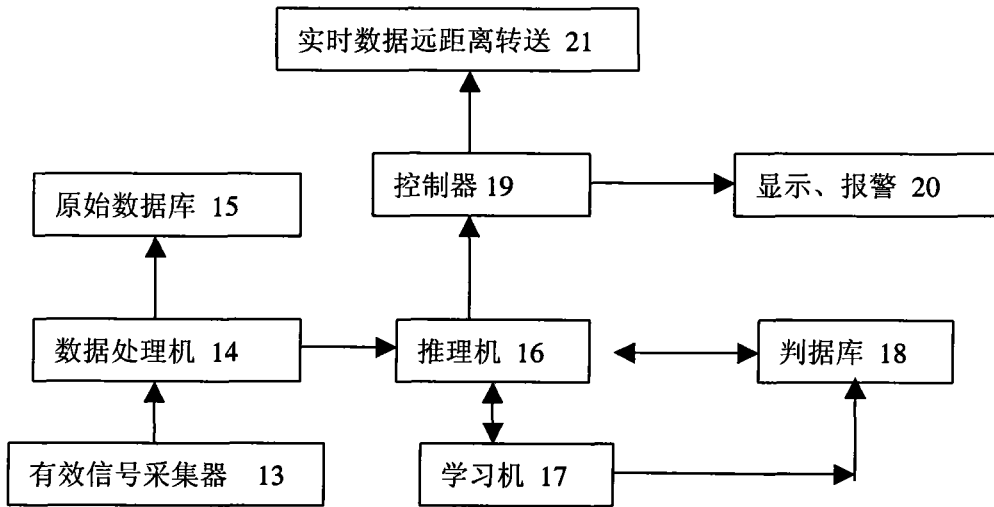 实时数据远距离转送 21
控制器 19
显示、报警 20
原始数据库 15
数据处理机 14
推理机 16
判据库 18
有效信号采集器 13
学习机 17